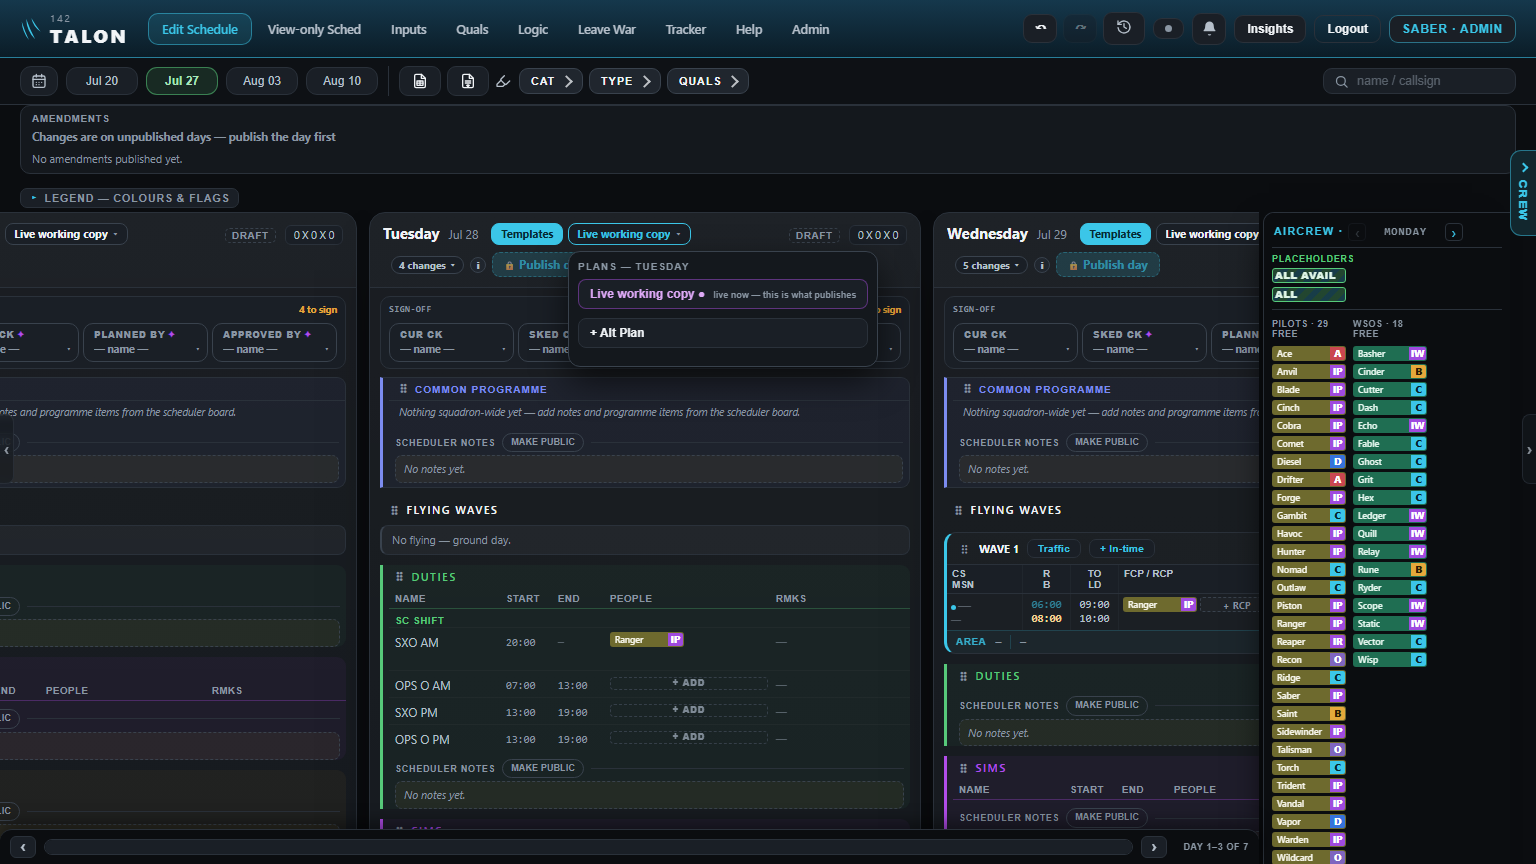 142
TALON
Edit Schedule
View-only Sched
Inputs
Quals
Logic
Leave War
Tracker
Help
Admin
Insights
Logout
SABER · ADMIN
Jul 20
Jul 27
Aug 03
Aug 10
CAT
TYPE
QUALS
name / callsign
AMENDMENTS
Changes are on unpublished days — publish the day first
No amendments published yet.
LEGEND — COLOURS & FLAGS
CREW
Live working copy
DRAFT
0X0X0
4 to sign
CK
PLANNED BY
APPROVED BY
— name —
— name —
Tuesday
Jul 28
Templates
Live working copy
DRAFT
0X0X0
4 changes
i
Publish d
PLANS — TUESDAY
Live working copy
live now — this is what publishes
+ Alt Plan
SIGN-OFF
CUR CK
— name —
— name —
COMMON PROGRAMME
Nothing squadron-wide yet — add notes and programme items from the scheduler board.
SCHEDULER NOTES
MAKE PUBLIC
No notes yet.
FLYING WAVES
No flying — ground day.
DUTIES
NAME START END PEOPLE RMKS
SC SHIFT
SXO AM 20:00 — Ranger IP —
OPS O AM 07:00 13:00 + ADD —
SXO PM 13:00 19:00 + ADD —
OPS O PM 13:00 19:00 + ADD —
SCHEDULER NOTES
MAKE PUBLIC
No notes yet.
PEOPLE
RMKS
Wednesday
Jul 29
Templates
Live working copy
5 changes
i
Publish day
SIGN-OFF
CUR CK
SKED CK
— name —
— name —
— name
COMMON PROGRAMME
Nothing squadron-wide yet — add notes and programme items
SCHEDULER NOTES
MAKE PUBLIC
No notes yet.
FLYING WAVES
WAVE 1
Traffic
+ In-time
CS
MSN
R
B
TO
LD
FCP / RCP
06:00
08:00
09:00
10:00
Ranger IP
+ RCP
AREA — —
DUTIES
SCHEDULER NOTES
MAKE PUBLIC
No notes yet.
SIMS
NAME START END PEOPLE
SCHEDULER NOTES
MAKE PUBLIC
DAY 1–3 OF 7
AIRCREW ·
MONDAY
PLACEHOLDERS
ALL AVAIL
ALL
PILOTS · 29
FREE
WSOS · 18
FREE
Ace A
Basher IW
Anvil IP
Cinder B
Blade IP
Cutter C
Cinch IP
Dash C
Cobra IP
Echo IW
Comet IP
Fable C
Diesel D
Ghost C
Drifter A
Grit C
Forge IP
Hex C
Gambit C
Ledger IW
Havoc IP
Quill IW
Hunter IP
Relay IW
Nomad C
Rune B
Outlaw C
Ryder C
Piston IP
Scope IW
Ranger IP
Static IW
Reaper IR
Vector C
Recon O
Wisp C
Ridge C
Saber IP
Saint B
Sidewinder IP
Talisman O
Torch C
Trident IP
Vandal IP
Vapor D
Warden IP
Wildcard O